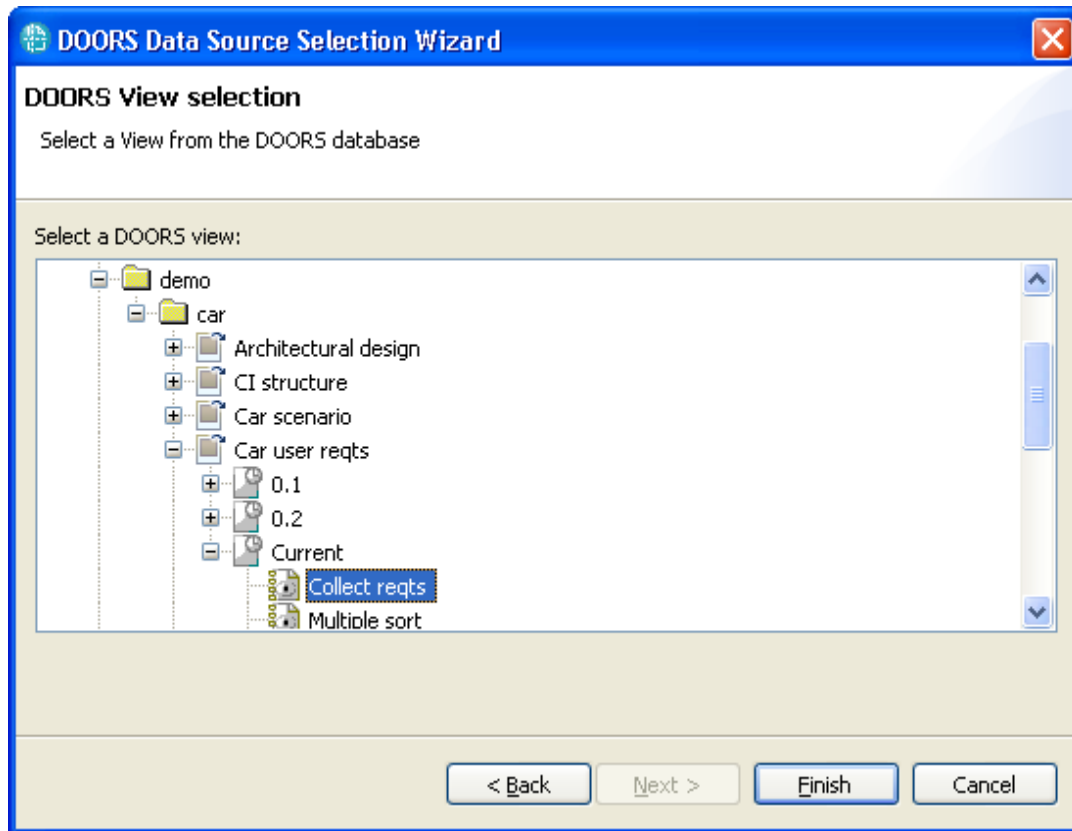 DOORS Data Source Selection Wizard
DOORS View selection
Select a View from the DOORS database
Select a DOORS view:
demo
car
Architectural design
CI structure
Car scenario
Car user reqts
0.1
0.2
Current
Collect reqts
Multiple sort
< Back Next > Finish Cancel